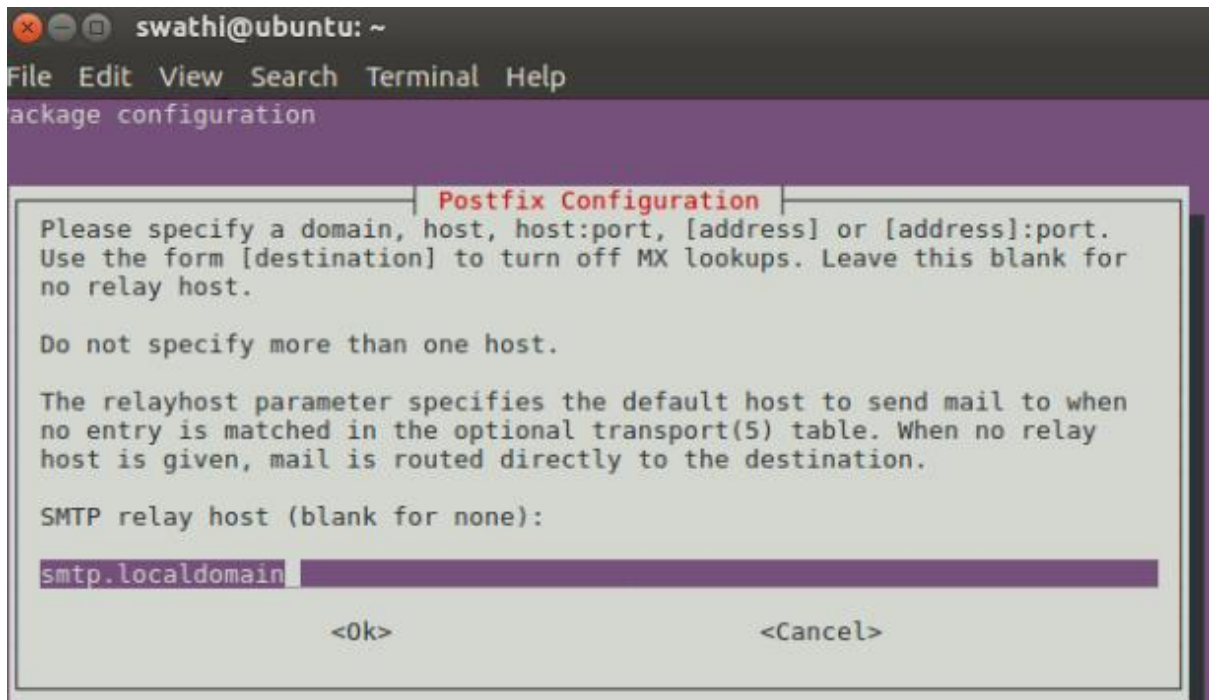 swathi@ubuntu: ~
File Edit View Search Terminal Help
ackage configuration
Postfix Configuration
Please specify a domain, host, host:port, [address] or [address]:port.
Use the form [destination] to turn off MX lookups. Leave this blank for
no relay host.
Do not specify more than one host.
The relayhost parameter specifies the default host to send mail to when
no entry is matched in the optional transport(5) table. When no relay
host is given, mail is routed directly to the destination.
SMTP relay host (blank for none):
smtp.localdomain
<Ok> <Cancel>